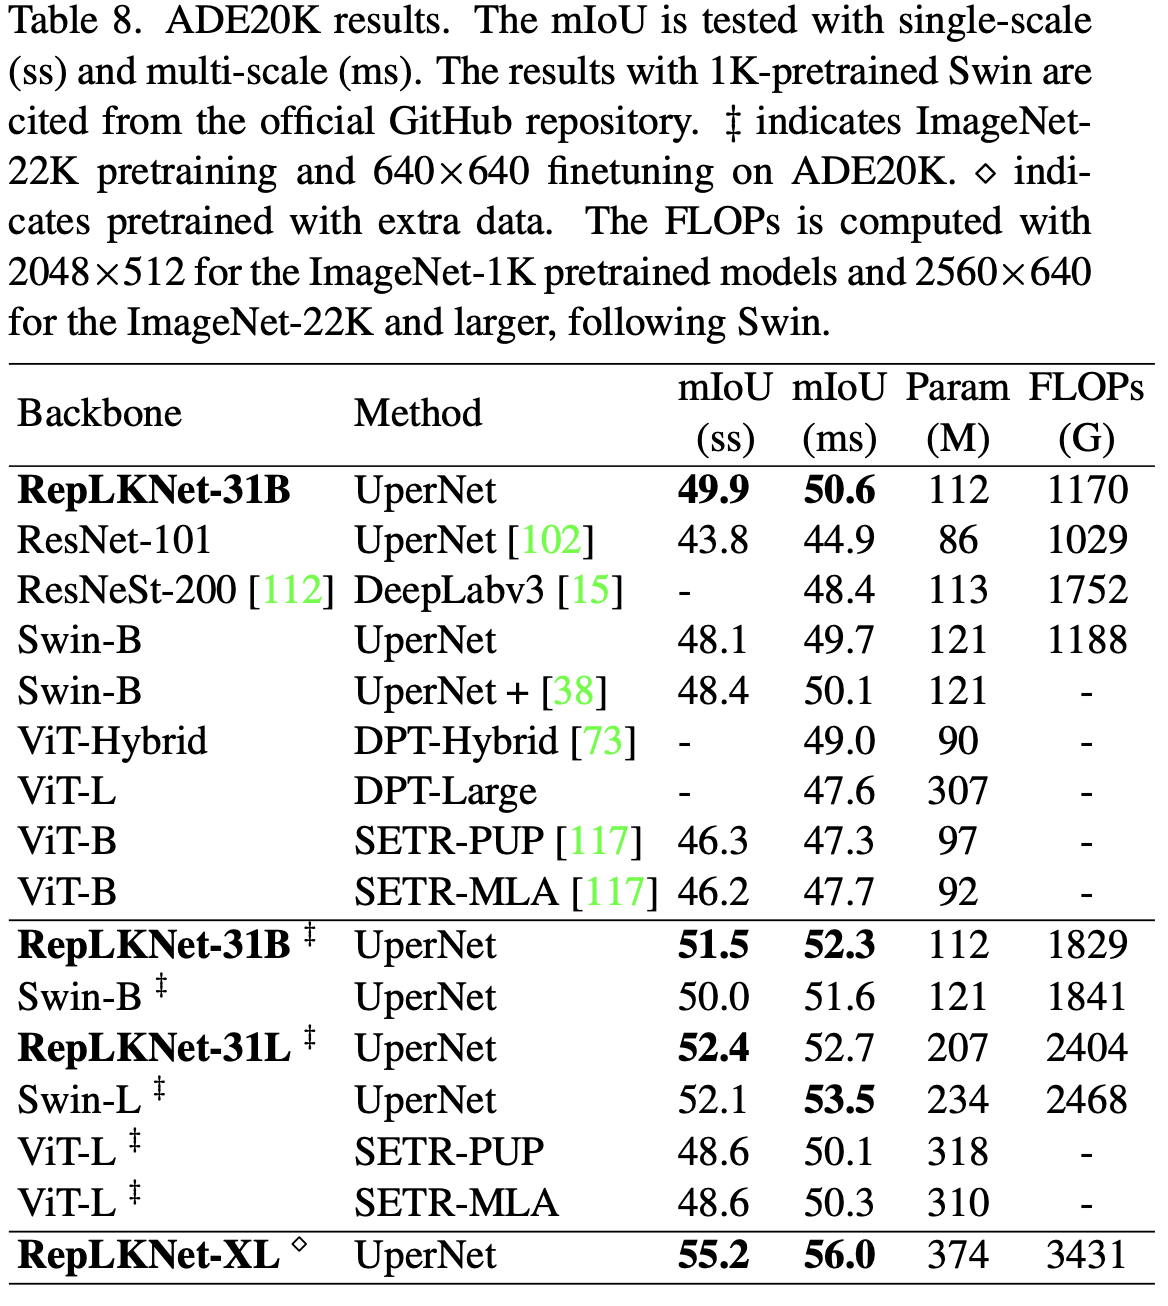 Table 8. ADE20K results. The mIoU is tested with single-scale
(ss) and multi-scale (ms). The results with 1K-pretrained Swin are
cited from the official GitHub repository. ‡ indicates ImageNet-
22K pretraining and 640×640 finetuning on ADE20K. ⋄ indi-
cates pretrained with extra data. The FLOPs is computed with
2048×512 for the ImageNet-1K pretrained models and 2560×640
for the ImageNet-22K and larger, following Swin.
Backbone Method mIoU (ss) mIoU (ms) Param (M) FLOPs (G)
RepLKNet-31B UperNet 49.9 50.6 112 1170
ResNet-101 UperNet [102] 43.8 44.9 86 1029
ResNeSt-200 [112] DeepLabv3 [15] - 48.4 113 1752
Swin-B UperNet 48.1 49.7 121 1188
Swin-B UperNet + [38] 48.4 50.1 121 -
ViT-Hybrid DPT-Hybrid [73] - 49.0 90 -
ViT-L DPT-Large - 47.6 307 -
ViT-B SETR-PUP [117] 46.3 47.3 97 -
ViT-B SETR-MLA [117] 46.2 47.7 92 -
RepLKNet-31B ‡ UperNet 51.5 52.3 112 1829
Swin-B ‡ UperNet 50.0 51.6 121 1841
RepLKNet-31L ‡ UperNet 52.4 52.7 207 2404
Swin-L ‡ UperNet 52.1 53.5 234 2468
ViT-L ‡ SETR-PUP 48.6 50.1 318 -
ViT-L ‡ SETR-MLA 48.6 50.3 310 -
RepLKNet-XL ⋄ UperNet 55.2 56.0 374 3431